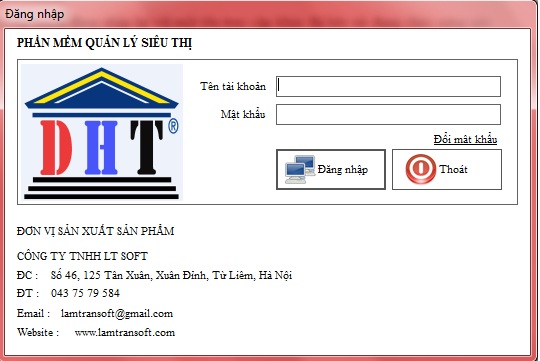 Đăng nhập
PHẦN MỀM QUẢN LÝ SIÊU THỊ
DHT®
Tên tài khoản
Mật khẩu
Đổi mật khẩu
Đăng nhập
Thoát
ĐƠN VỊ SẢN XUẤT SẢN PHẨM
CÔNG TY TNHH LT SOFT
ĐC : Số 46, 125 Tân Xuân, Xuân Đỉnh, Từ Liêm, Hà Nội
ĐT : 043 75 79 584
Email : lamtransoft@gmail.com
Website : www.lamtransoft.com